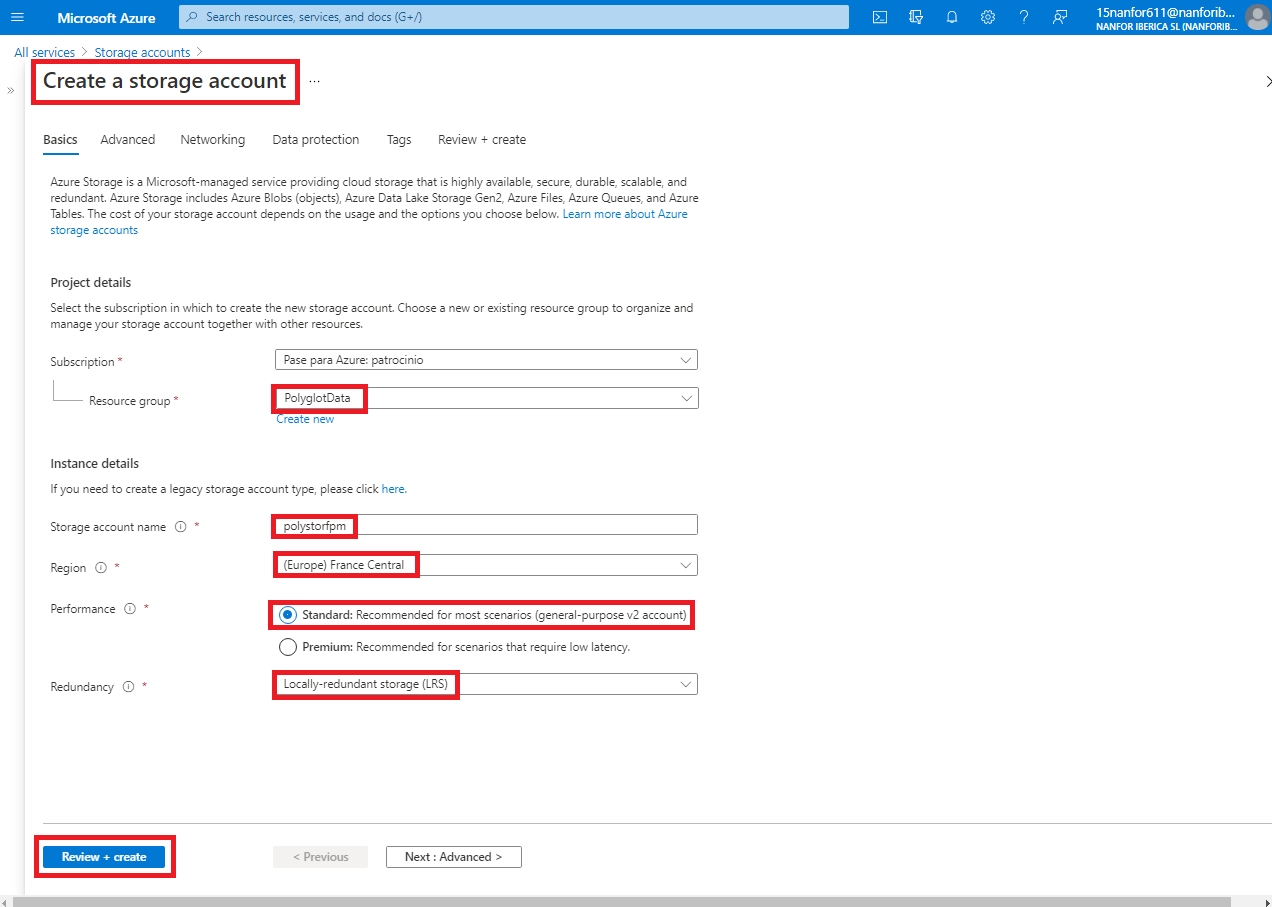 Microsoft Azure
Search resources, services, and docs (G+/)
15nanfor611@nanforib...
NANFOR IBERICA SL (NANFORIB...
All services > Storage accounts >
Create a storage account ...
Basics Advanced Networking Data protection Tags Review + create
Azure Storage is a Microsoft-managed service providing cloud storage that is highly available, secure, durable, scalable, and
redundant. Azure Storage includes Azure Blobs (objects), Azure Data Lake Storage Gen2, Azure Files, Azure Queues, and Azure
Tables. The cost of your storage account depends on the usage and the options you choose below. Learn more about Azure
storage accounts
Project details
Select the subscription in which to create the new storage account. Choose a new or existing resource group to organize and
manage your storage account together with other resources.
Subscription * Pase para Azure: patrocinio
Resource group * PolyglotData
Create new
Instance details
If you need to create a legacy storage account type, please click here.
Storage account name * polystorfpm
Region * (Europe) France Central
Performance * Standard: Recommended for most scenarios (general-purpose v2 account)
Premium: Recommended for scenarios that require low latency.
Redundancy * Locally-redundant storage (LRS)
Review + create < Previous Next : Advanced >